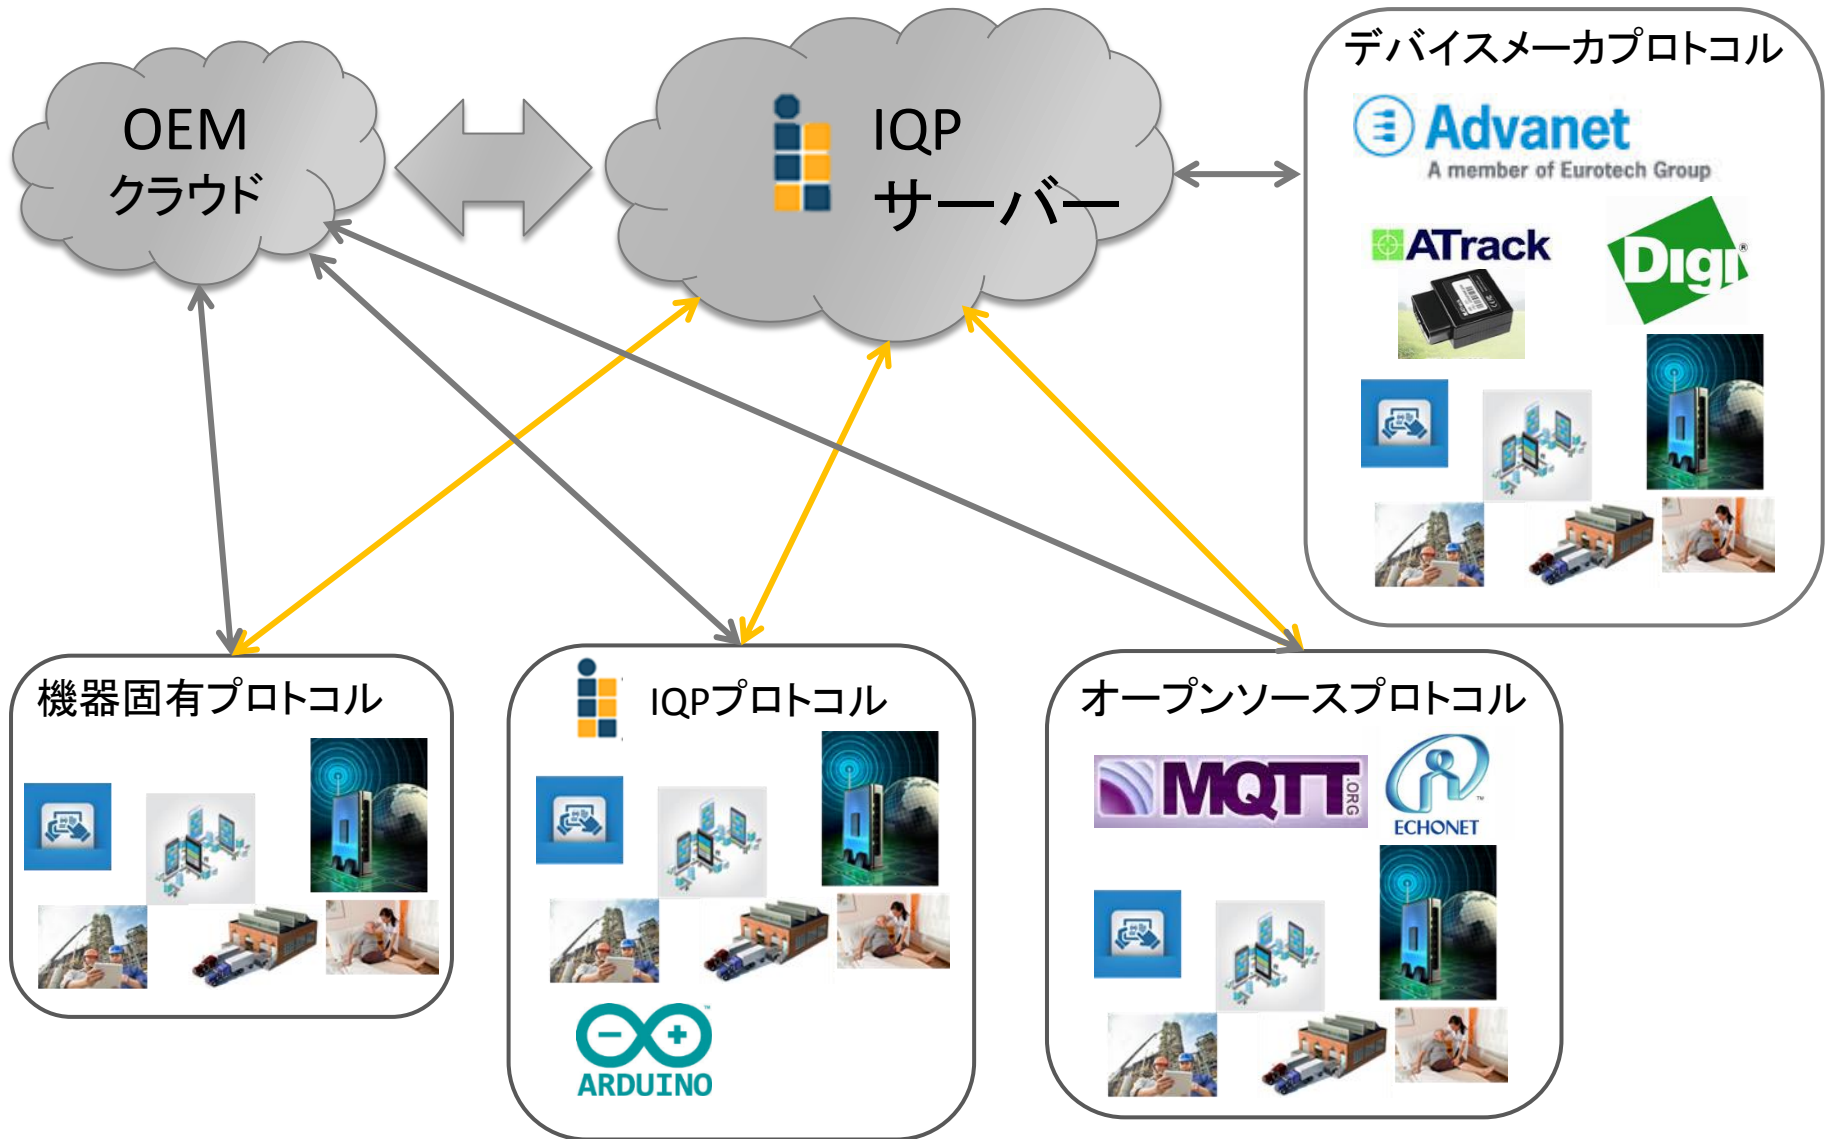 OEM
クラウド
IQP
サーバー
デバイスメーカプロトコル
Advanet
A member of Eurotech Group
ATrack
Digi®
機器固有プロトコル
IQPプロトコル
ARDUINO™
オープンソースプロトコル
MQTT.ORG
ECHONET™